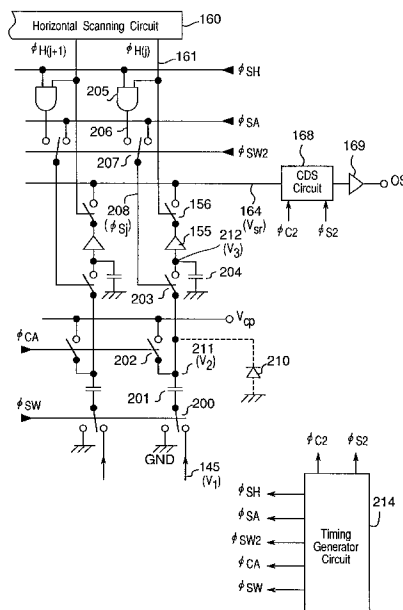 Horizontal Scanning Circuit
160
ϕH(j+1)
ϕH(j)
161
ϕSH
205
206
ϕSA
207
ϕSW2
168
CDS Circuit
169
OS
208
(ϕSj)
156
164
(Vsr)
ϕC2
ϕS2
212
(V3)
155
204
203
Vcp
ϕCA
202
211
(V2)
201
210
ϕSW
200
GND
145
(V1)
ϕC2
ϕS2
214
ϕSH
ϕSA
ϕSW2
ϕCA
ϕSW
Timing
Generator
Circuit